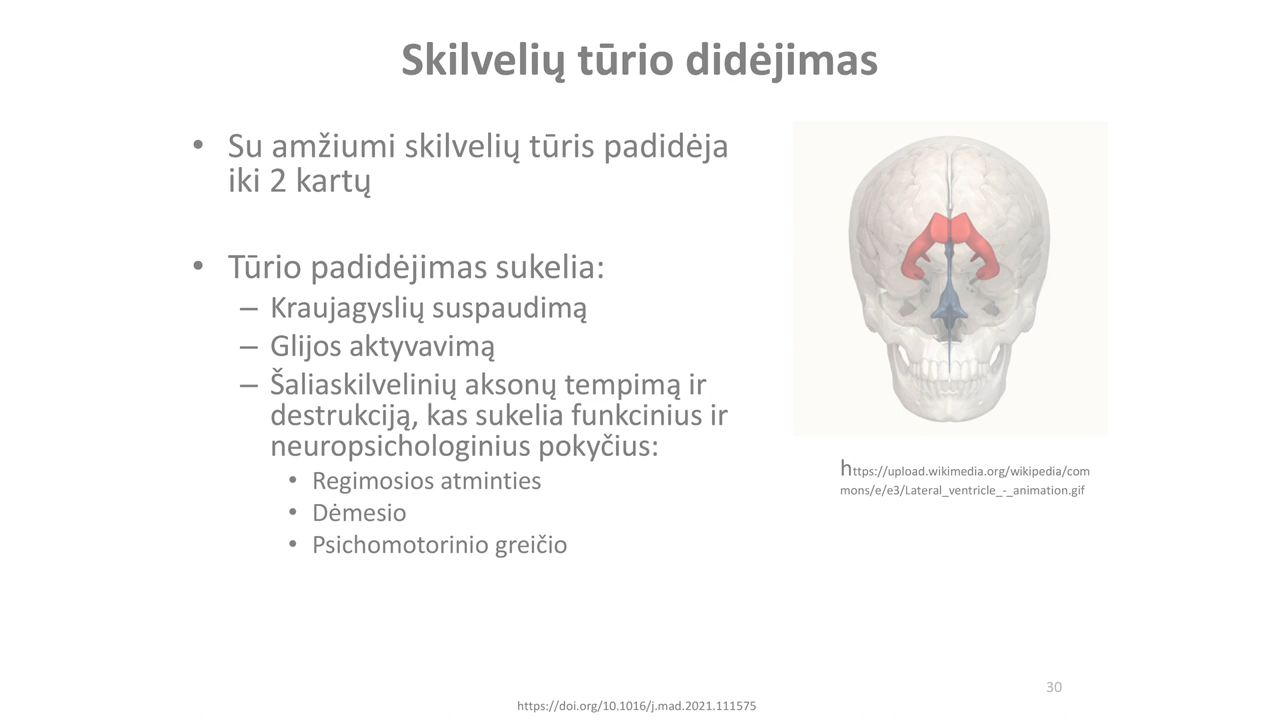 Skilvelių tūrio didėjimas
• Su amžiumi skilvelių tūris padidėja
iki 2 kartų
• Tūrio padidėjimas sukelia:
– Kraujagyslių suspaudimą
– Glijos aktyvavimą
– Šaliaskilvelinių aksonų tempimą ir
destrukciją, kas sukelia funkcinius ir
neuropsichologinius pokyčius:
• Regimosios atminties
• Dėmesio
• Psichomotorinio greičio
https://upload.wikimedia.org/wikipedia/com
mons/e/e3/Lateral_ventricle_-_animation.gif
30
https://doi.org/10.1016/j.mad.2021.111575